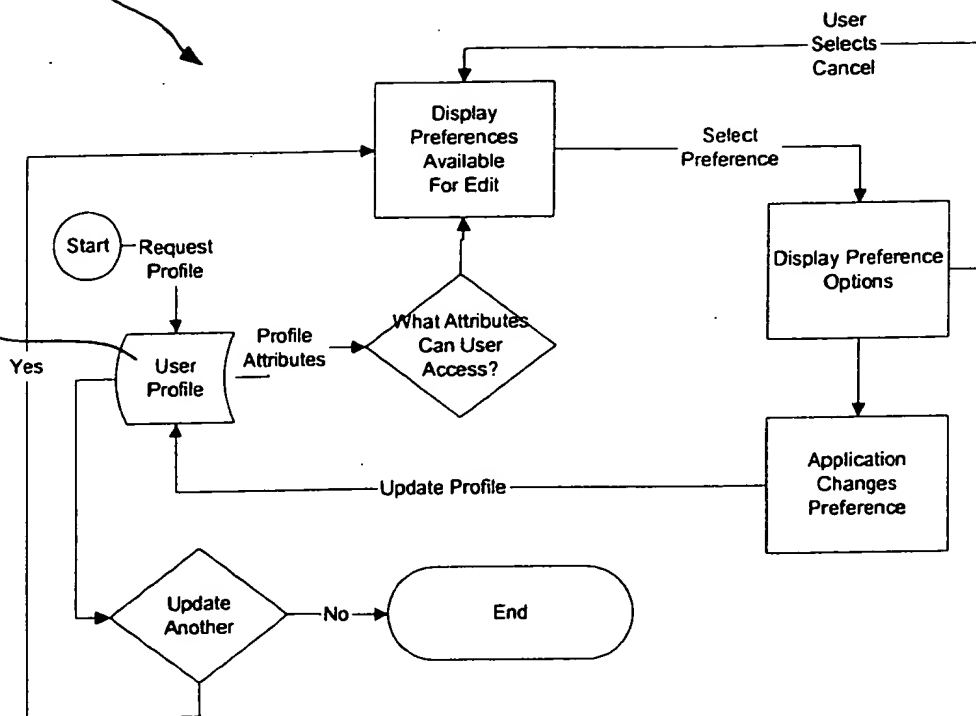 User
Selects
Cancel
Display
Preferences
Available
For Edit
Select
Preference
Start
Request
Profile
Display Preference
Options
What Attributes
Can User
Access?
Profile
Attributes
User
Profile
Yes
Application
Changes
Preference
Update Profile
Update
Another
No
End